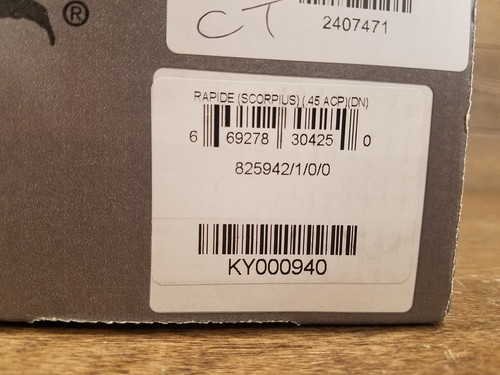 ®
CT
2407471
RAPIDE (SCORPIUS) (.45 ACP)(DN)
6 69278 30425 0
825942/1/0/0
KY000940